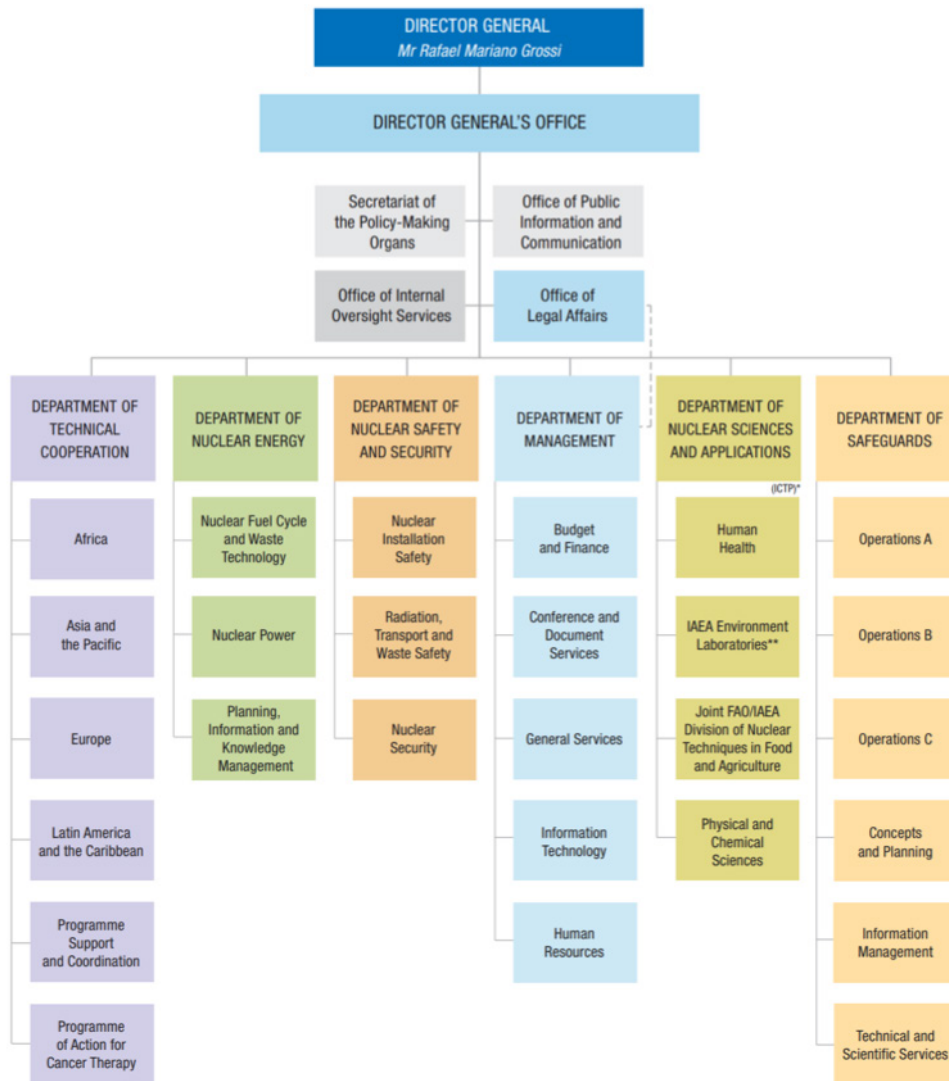 DIRECTOR GENERAL
Mr Rafael Mariano Grossi
DIRECTOR GENERAL'S OFFICE
Secretariat of
the Policy-Making
Organs
Office of Public
Information and
Communication
Office of Internal
Oversight Services
Office of
Legal Affairs
DEPARTMENT OF
TECHNICAL
COOPERATION
Africa
Asia and
the Pacific
Europe
Latin America
and the Caribbean
Programme
Support
and Coordination
Programme
of Action for
Cancer Therapy
DEPARTMENT OF
NUCLEAR ENERGY
Nuclear Fuel Cycle
and Waste
Technology
Nuclear Power
Planning,
Information and
Knowledge
Management
DEPARTMENT OF
NUCLEAR SAFETY
AND SECURITY
Nuclear
Installation
Safety
Radiation,
Transport and
Waste Safety
Nuclear
Security
DEPARTMENT OF
MANAGEMENT
Budget
and Finance
Conference and
Document
Services
General Services
Information
Technology
Human
Resources
DEPARTMENT OF
NUCLEAR SCIENCES
AND APPLICATIONS
(ICTP)*
Human
Health
IAEA Environment
Laboratories**
Joint FAO/IAEA
Division of Nuclear
Techniques in Food
and Agriculture
Physical and
Chemical
Sciences
DEPARTMENT OF
SAFEGUARDS
Operations A
Operations B
Operations C
Concepts
and Planning
Information
Management
Technical and
Scientific Services